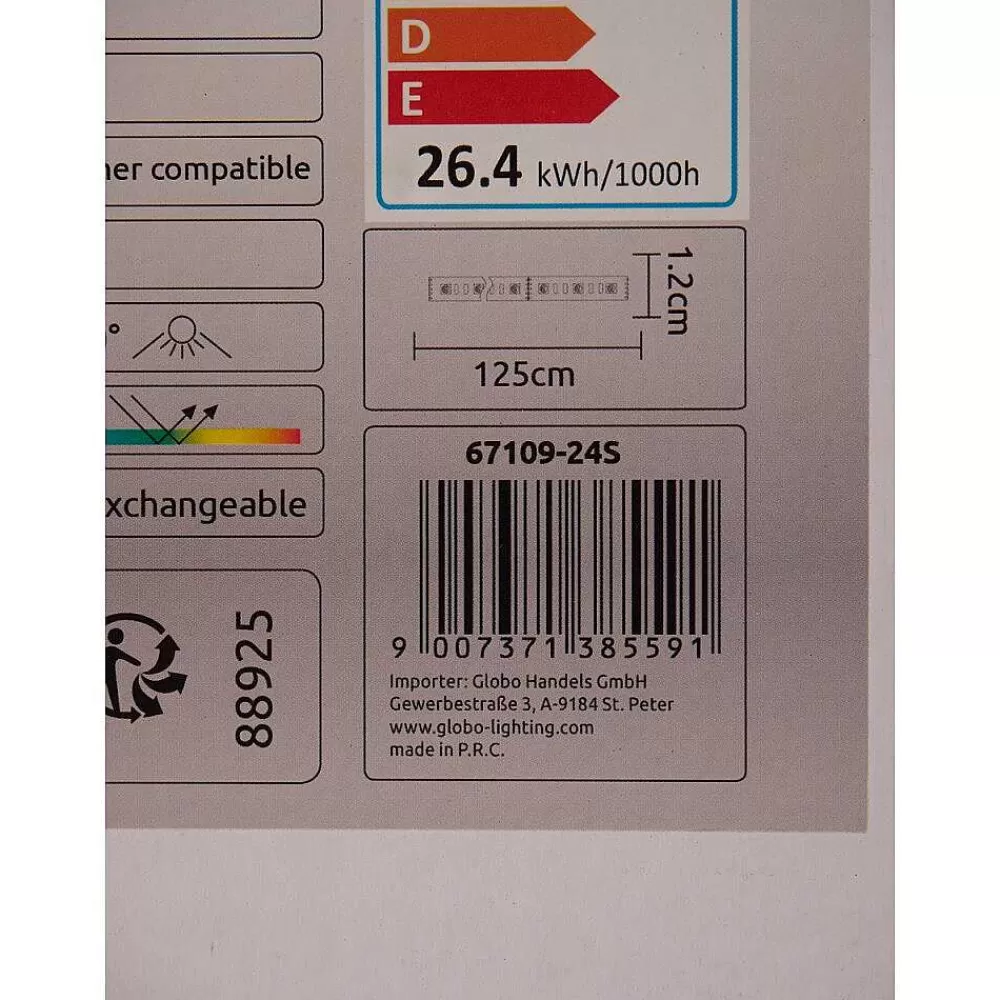 D
E
26.4 kWh/1000h
compatible
°
1.2cm
125cm
67109-24S
9 007371 385591
Importer: Globo Handels GmbH
Gewerbestraße 3, A-9184 St. Peter
www.globo-lighting.com
made in P.R.C.
xchangeable
88925